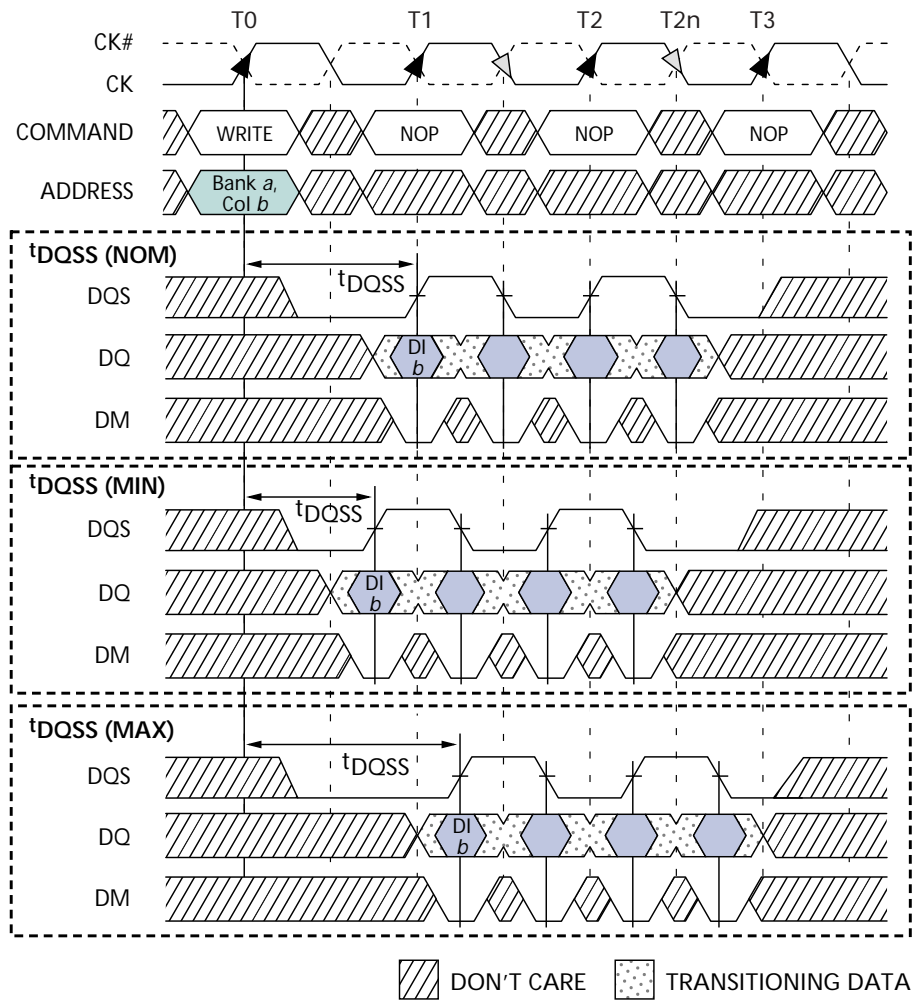 T0 T1 T2 T2n T3
CK#
CK
COMMAND WRITE NOP NOP NOP
ADDRESS Bank a,
Col b
tDQSS (NOM)
tDQSS
DQS
DQ DI
b
DM
tDQSS (MIN)
tDQSS
DQS
DQ DI
b
DM
tDQSS (MAX)
tDQSS
DQS
DQ DI
b
DM
DON'T CARE TRANSITIONING DATA